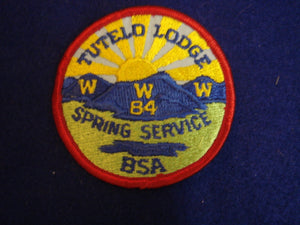 TUTELO LODGE
W W W
84
SPRING SERVICE
BSA